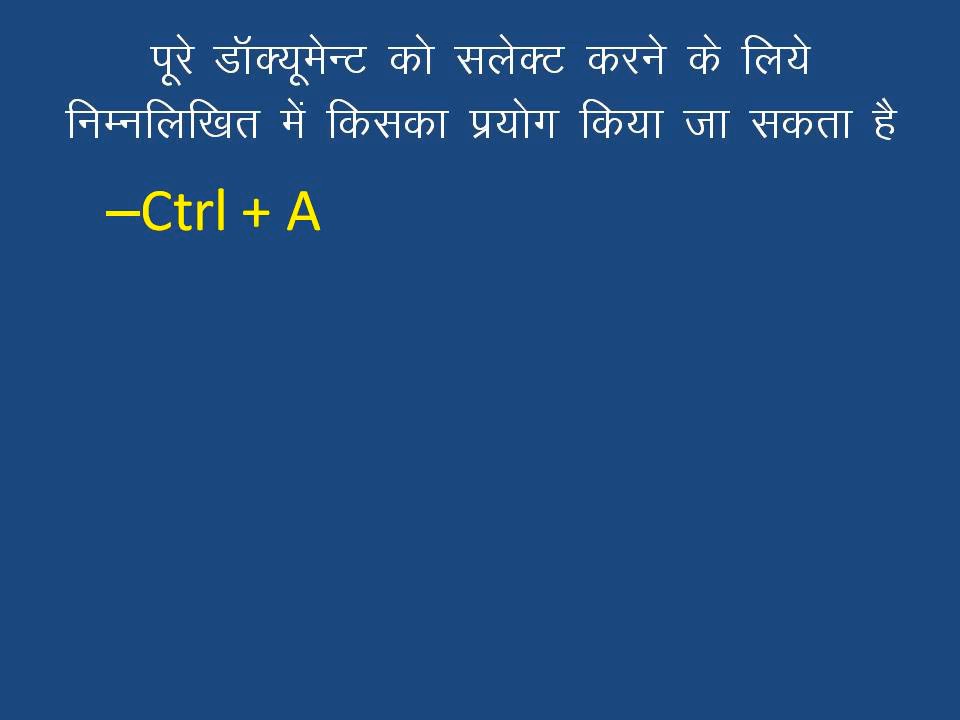 पूरे डॉक्यूमेन्ट को सलेक्ट करने के लिये
निम्नलिखित में किसका प्रयोग किया जा सकता है
–Ctrl + A